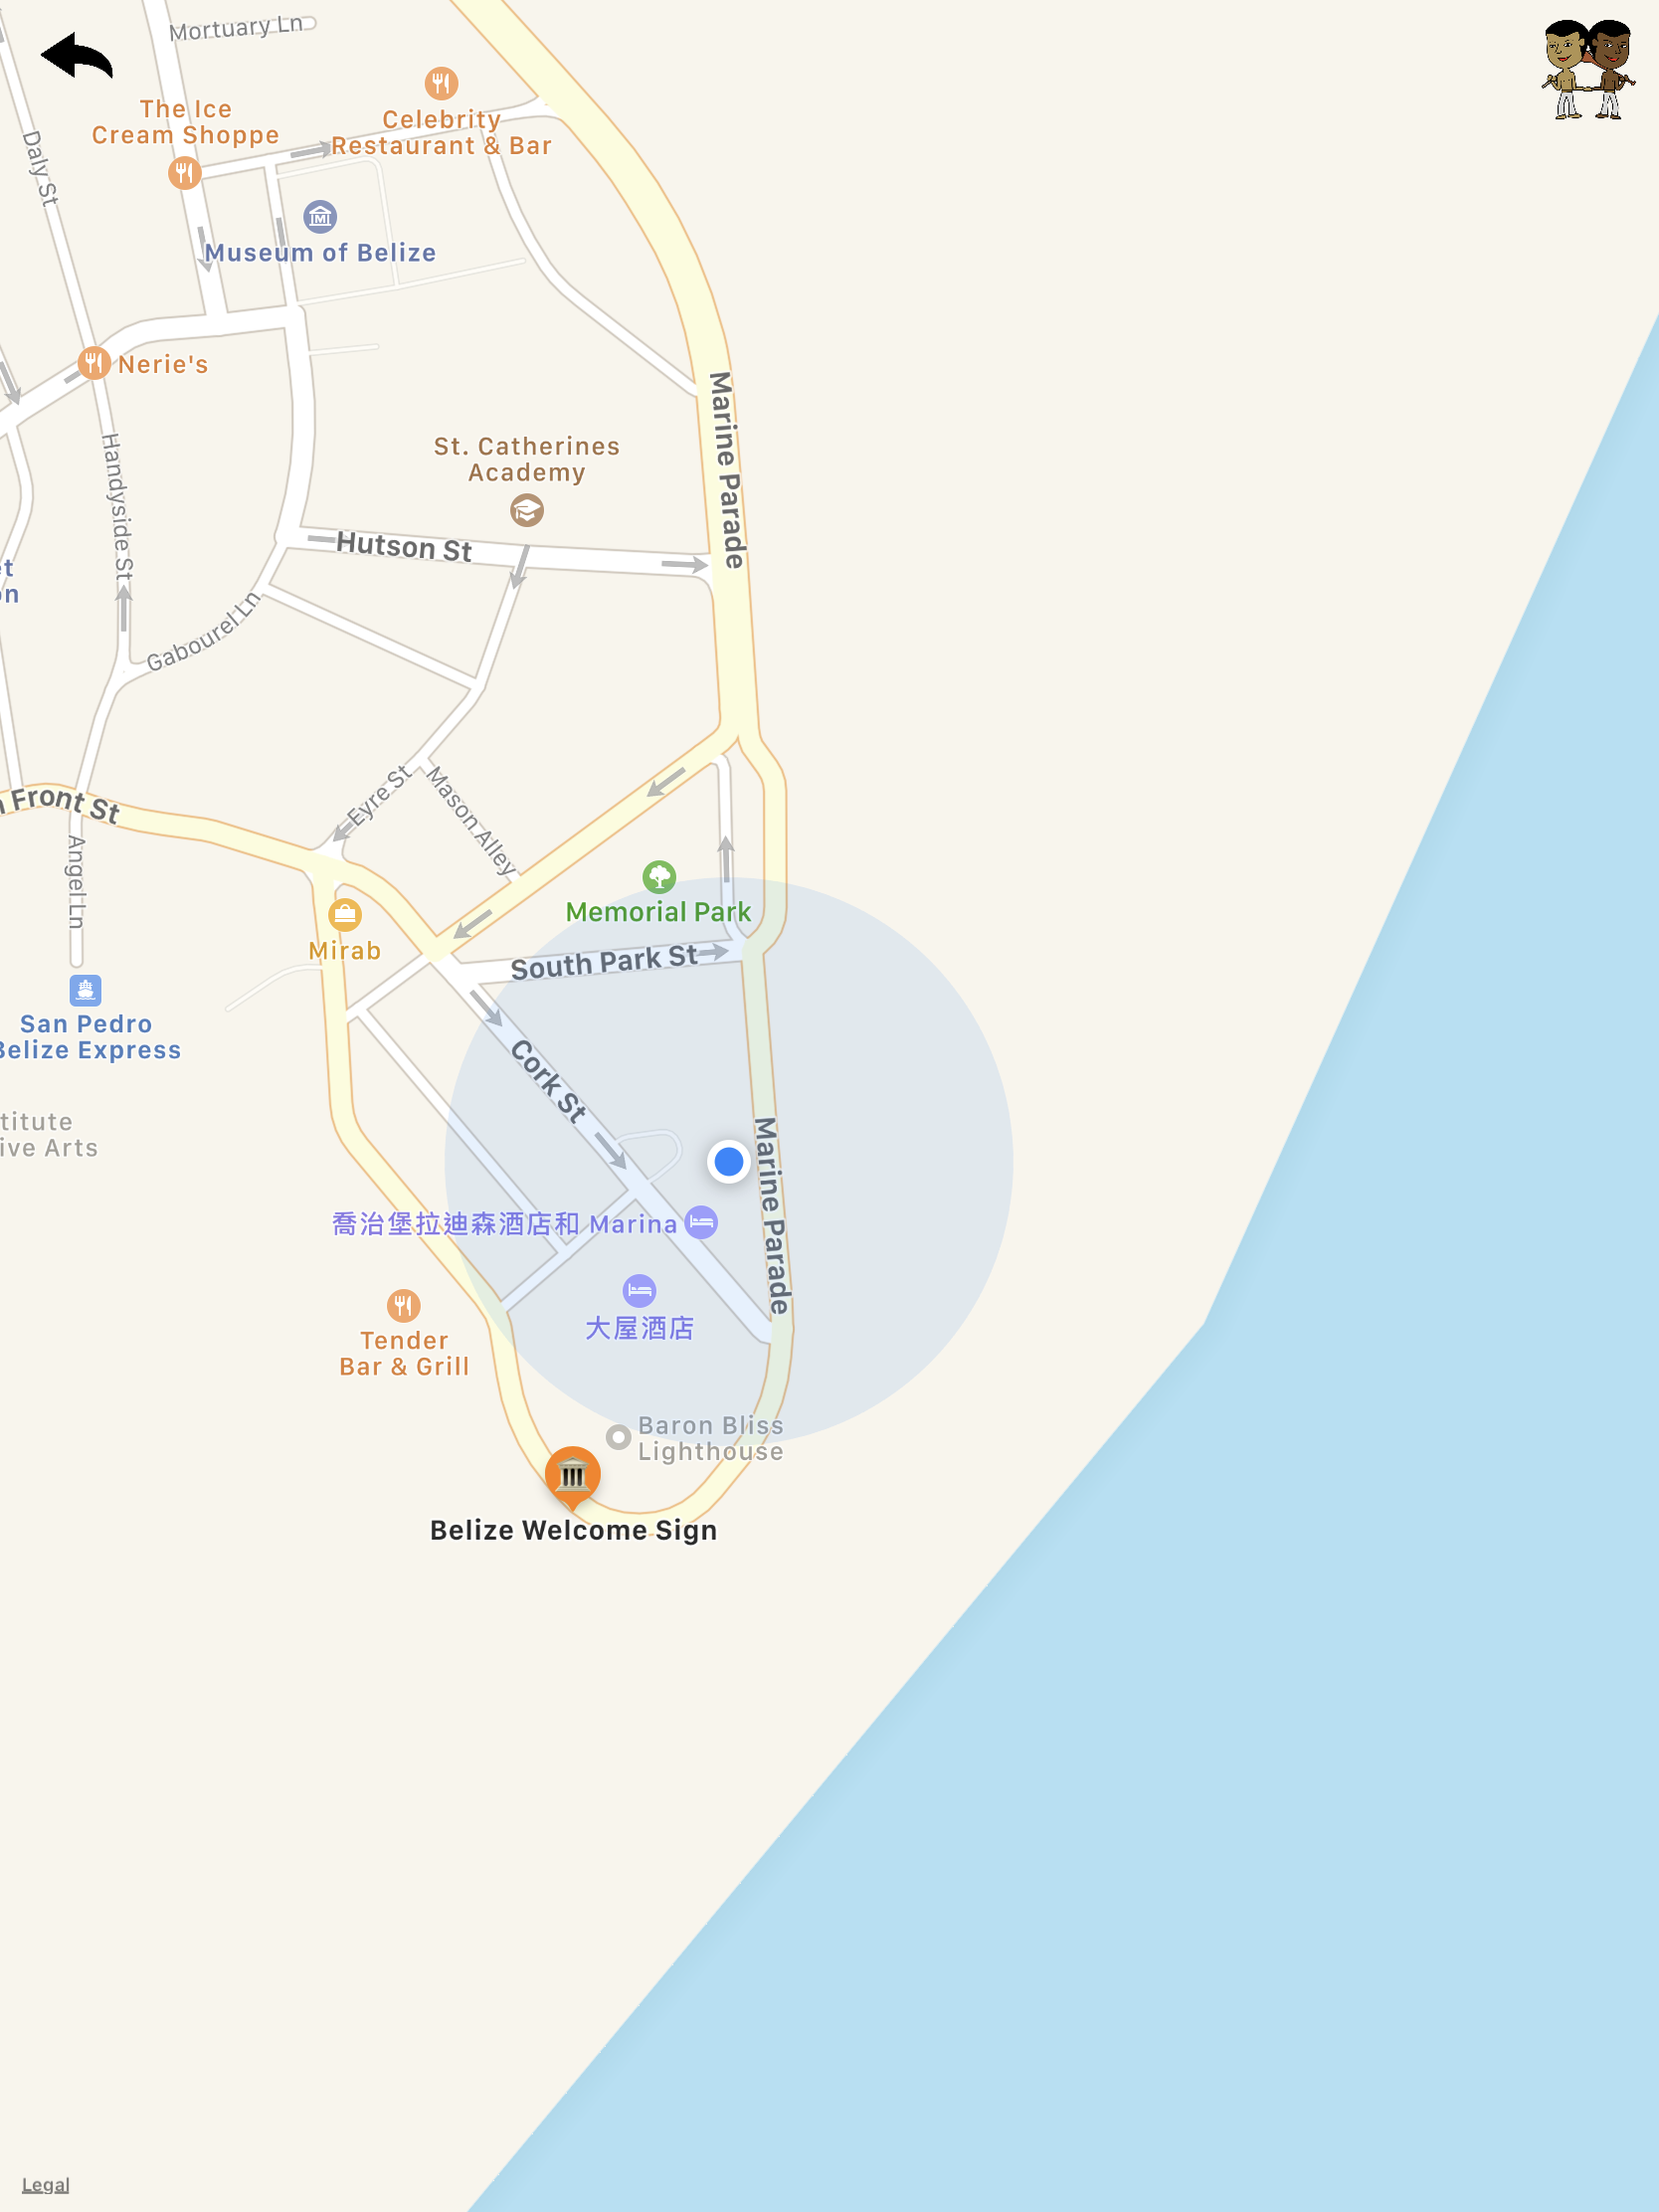 Mortuary Ln
The Ice
Cream Shoppe
Celebrity
Restaurant & Bar
Daly St
Museum of Belize
Nerie's
Marine Parade
St. Catherines
Academy
Handyside St
Hutson St
et
on
Gabourel Ln
Front St
Eyre St
Mason Alley
Angel Ln
Memorial Park
Mirab
South Park St
San Pedro
Belize Express
Cork St
titute
ive Arts
Marine Parade
喬治堡拉迪森酒店和 Marina
大屋酒店
Tender
Bar & Grill
Baron Bliss
Lighthouse
Belize Welcome Sign
Legal